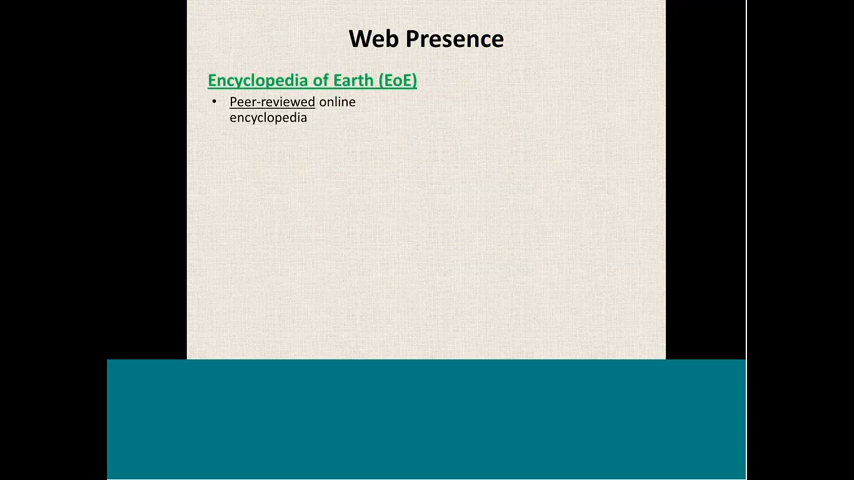 Web Presence
Encyclopedia of Earth (EoE)
• Peer-reviewed online
encyclopedia